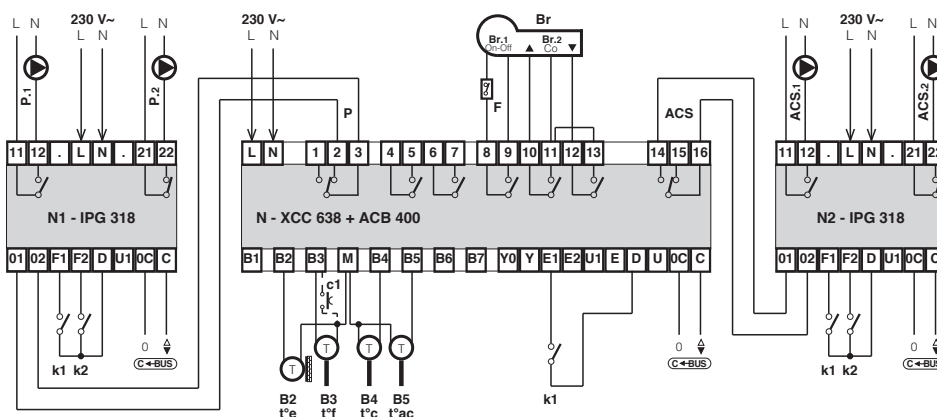 L N 230 V~ L N 230 V~ Br L N 230 V~ L N
L N L N Br.1 Br.2 L N
On-Off ▲ Co ▼
P.1 P.2 P F ACS ACS.1 ACS.2
11 12 . L N . 21 22 L N 1 2 3 4 5 6 7 8 9 10 11 12 13 14 15 16 11 12 . L N . 21 22
N1 - IPG 318 N - XCC 638 + ACB 400 N2 - IPG 318
01 02 F1 F2 D U1 0C C B1 B2 B3 M B4 B5 B6 B7 Y0 Y E1 E2 U1 E D U 0C C 01 02 F1 F2 D U1 0C C
c1
0 0 0
C◄BUS T T T T C◄BUS C◄BUS
k1 k2 k1 k2
B2 B3 B4 B5 k1
t°e t°f t°c t°ac